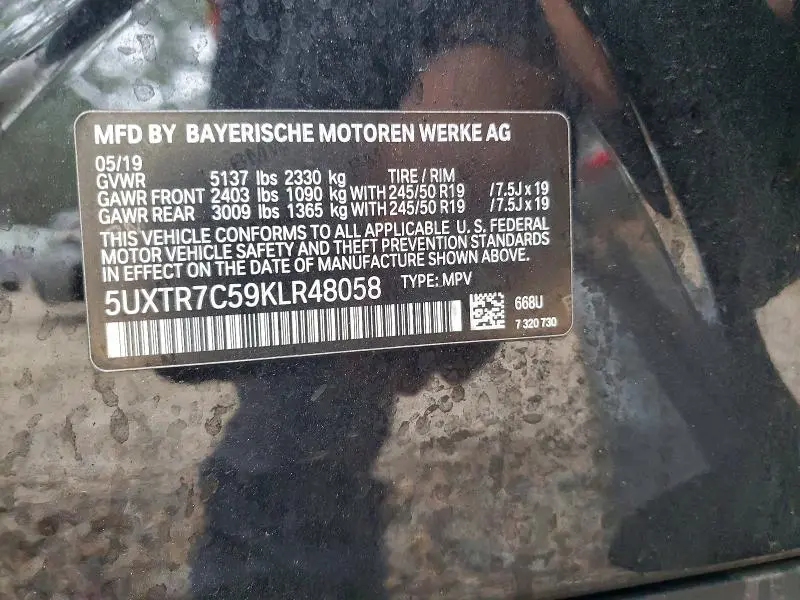 MFD BY BAYERISCHE MOTOREN WERKE AG
05/19
GVWR 5137 lbs 2330 kg TIRE / RIM
GAWR FRONT 2403 lbs 1090 kg WITH 245/50 R19 /7.5J x 19
GAWR REAR 3009 lbs 1365 kg WITH 245/50 R19 /7.5J x 19
THIS VEHICLE CONFORMS TO ALL APPLICABLE U.S. FEDERAL
MOTOR VEHICLE SAFETY AND THEFT PREVENTION STANDARDS
IN EFFECT ON THE DATE OF MANUFACTURE SHOWN ABOVE.
5UXTR7C59KLR48058 TYPE: MPV
668U
7 320 730